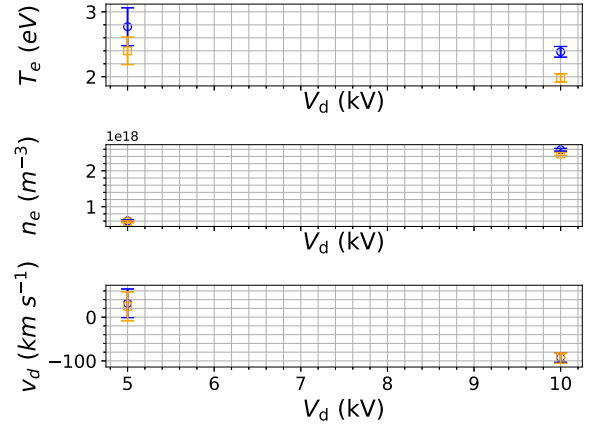 T_e (eV)
3
2
V_d (kV)
1e18
n_e (m^{-3})
2
1
V_d (kV)
v_d (km s^{-1})
0
−100
5 6 7 8 9 10
V_d (kV)